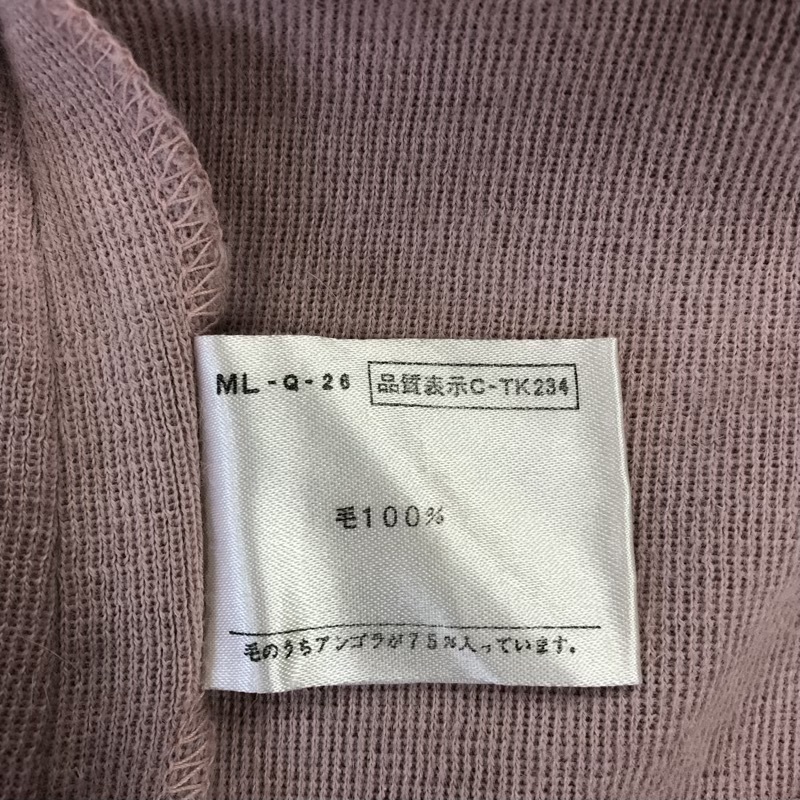 ML-Q-26 品質表示C-TK234
毛100%
毛のうちアンゴラが75%入っています。